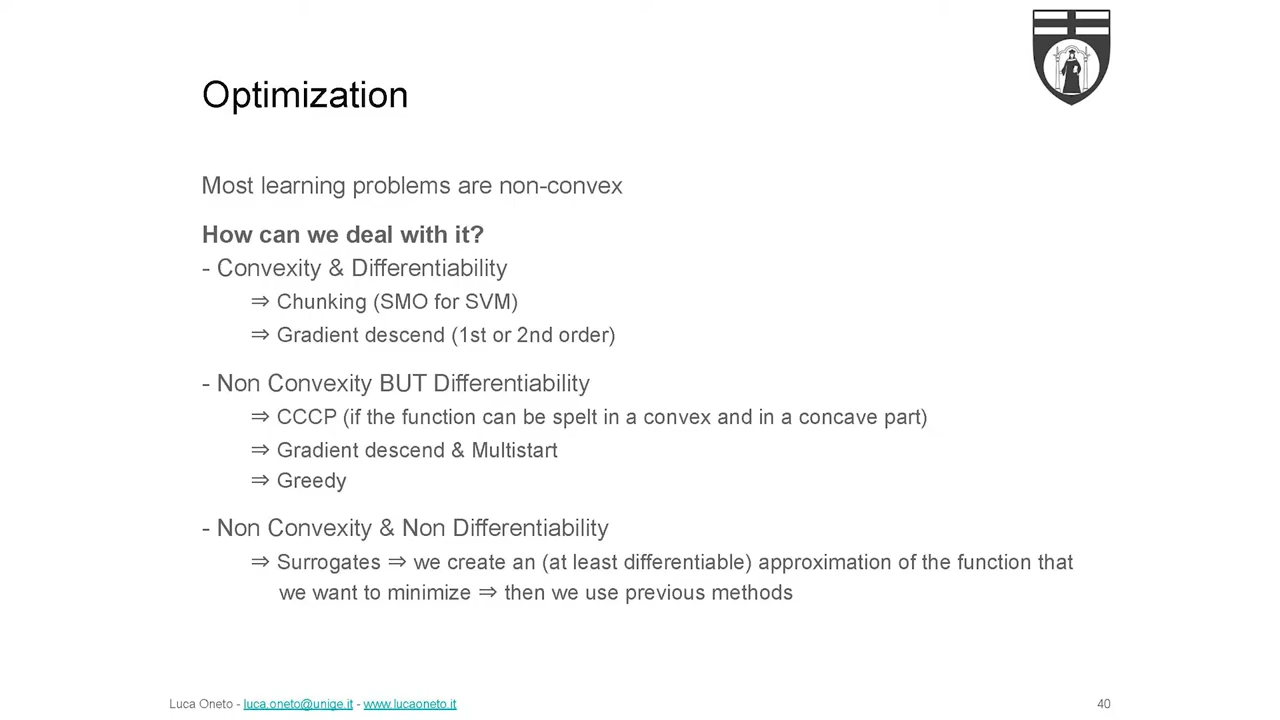 Optimization
Most learning problems are non-convex
How can we deal with it?
- Convexity & Differentiability
⇒ Chunking (SMO for SVM)
⇒ Gradient descend (1st or 2nd order)
- Non Convexity BUT Differentiability
⇒ CCCP (if the function can be spelt in a convex and in a concave part)
⇒ Gradient descend & Multistart
⇒ Greedy
- Non Convexity & Non Differentiability
⇒ Surrogates ⇒ we create an (at least differentiable) approximation of the function that
we want to minimize ⇒ then we use previous methods
Luca Oneto - luca.oneto@unige.it - www.lucaoneto.it
40